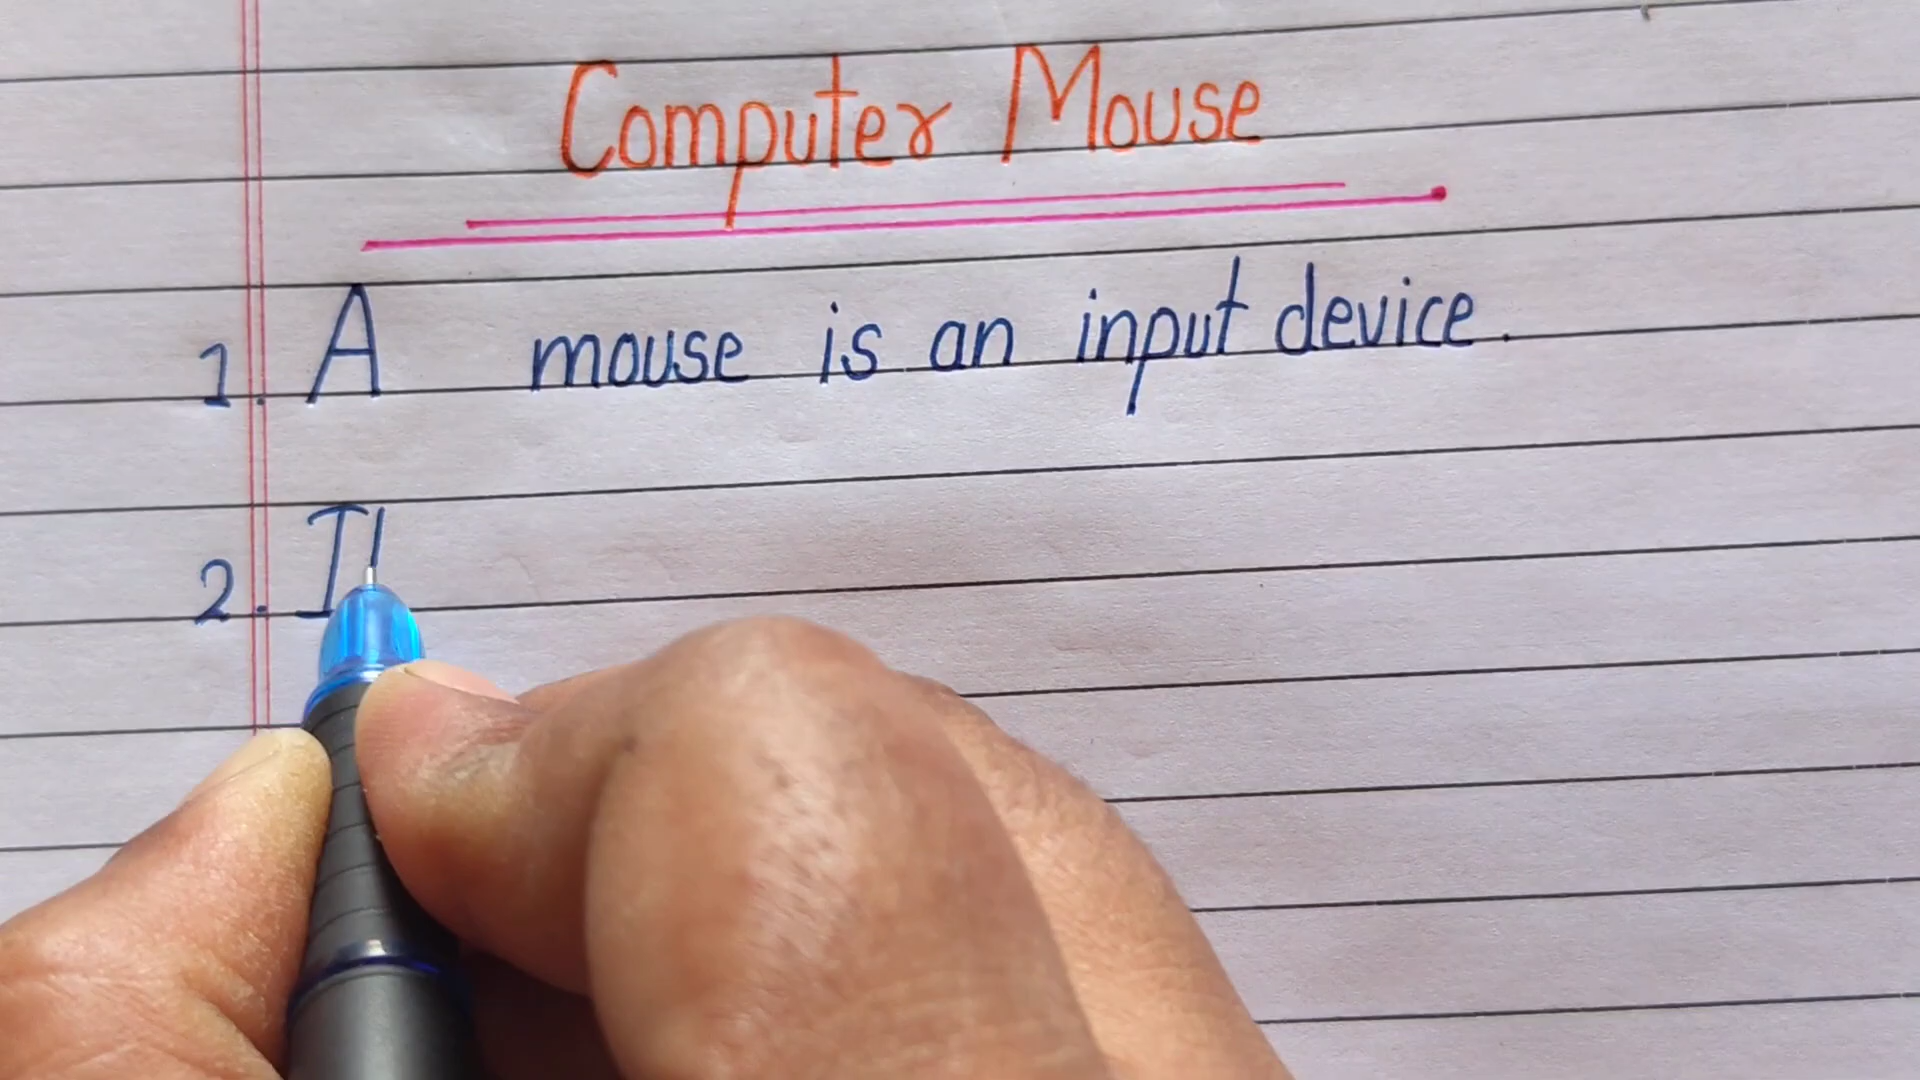 Computer Mouse
1. A mouse is an input device.
2. I